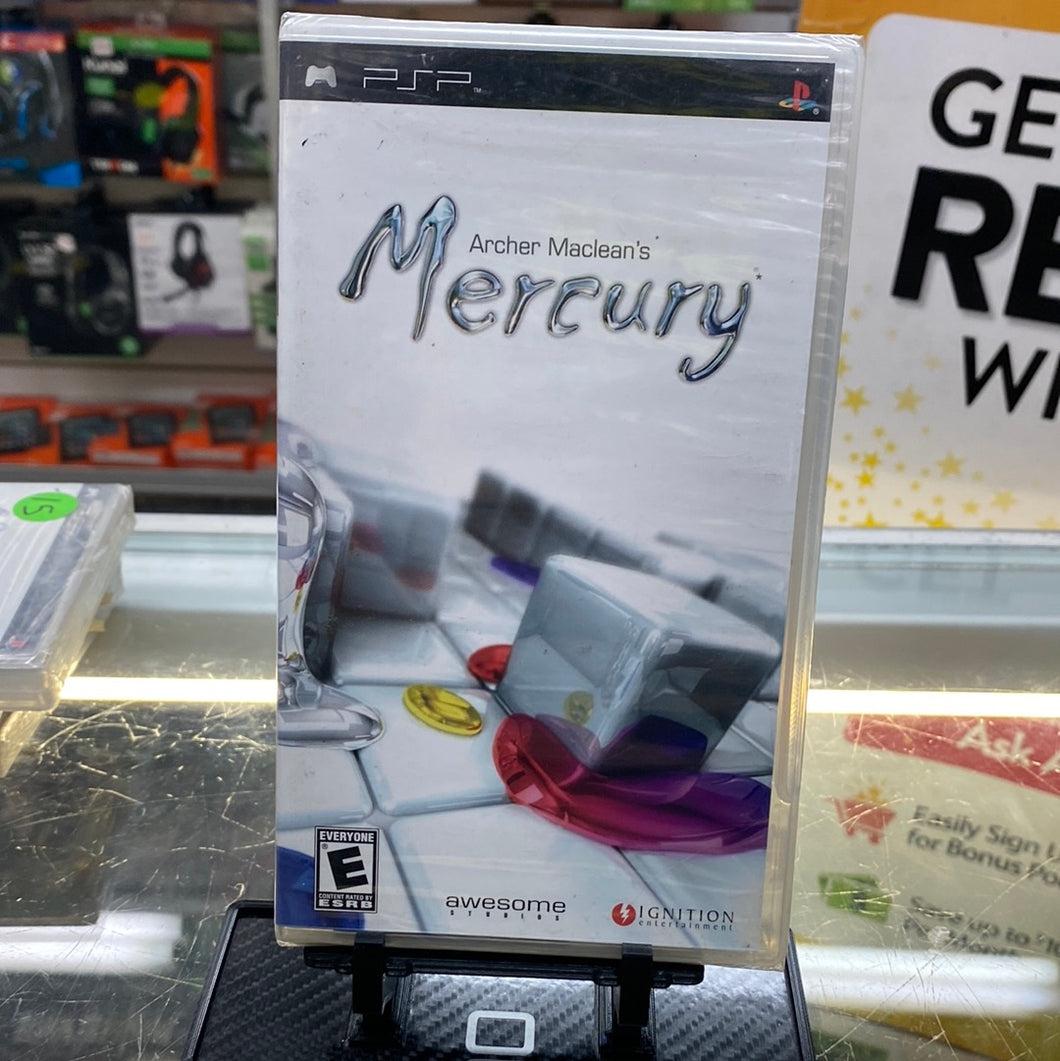 PSP
Archer Maclean's
Mercury
EVERYONE
E
CONTENT RATED BY
ESRB
awesome
STUDIOS
IGNITION
entertainment
15
GE
RE
WI
Ask
Easily Sign
for Bonus